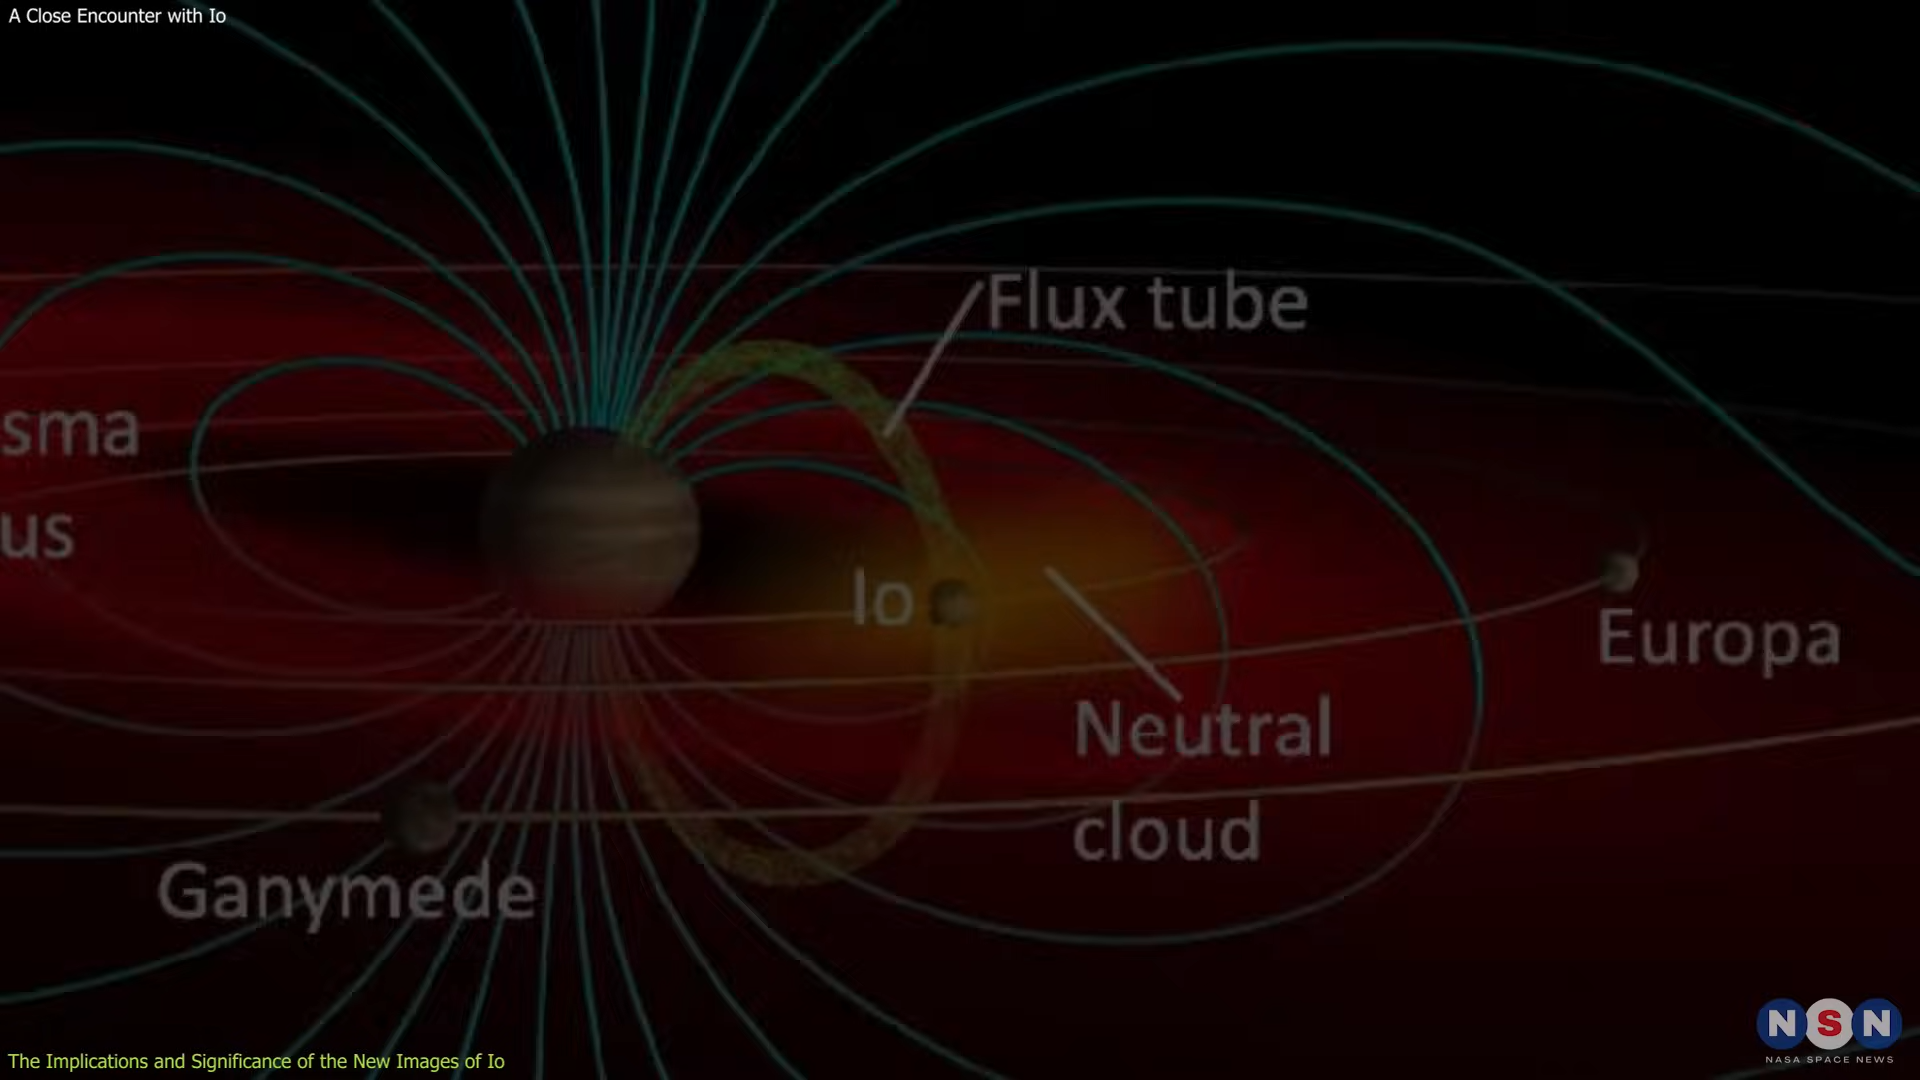 A Close Encounter with Io
Flux tube
sma
us
Io
Europa
Neutral
cloud
Ganymede
NSN
NASA SPACE NEWS
The Implications and Significance of the New Images of Io